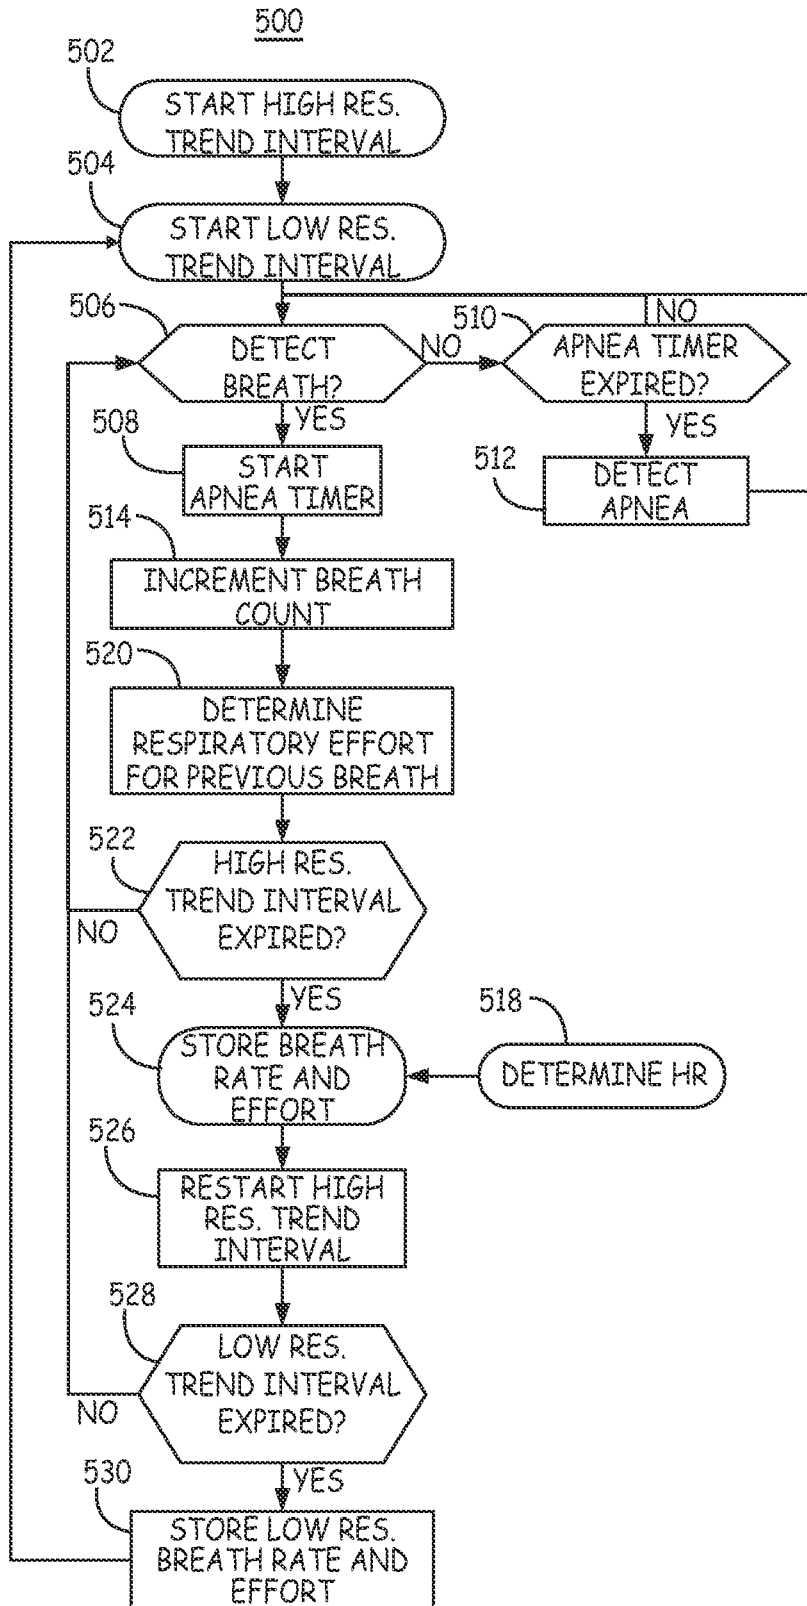 500
502
START HIGH RES.
TREND INTERVAL
504
START LOW RES.
TREND INTERVAL
506
DETECT
BREATH?
NO
510
NO
APNEA TIMER
EXPIRED?
YES
508
START
APNEA TIMER
YES
512
DETECT
APNEA
514
INCREMENT BREATH
COUNT
520
DETERMINE
RESPIRATORY EFFORT
FOR PREVIOUS BREATH
522
HIGH RES.
TREND INTERVAL
EXPIRED?
NO
YES
524
STORE BREATH
RATE AND
EFFORT
518
DETERMINE HR
526
RESTART HIGH
RES. TREND
INTERVAL
528
LOW RES.
TREND INTERVAL
EXPIRED?
NO
YES
530
STORE LOW RES.
BREATH RATE AND
EFFORT